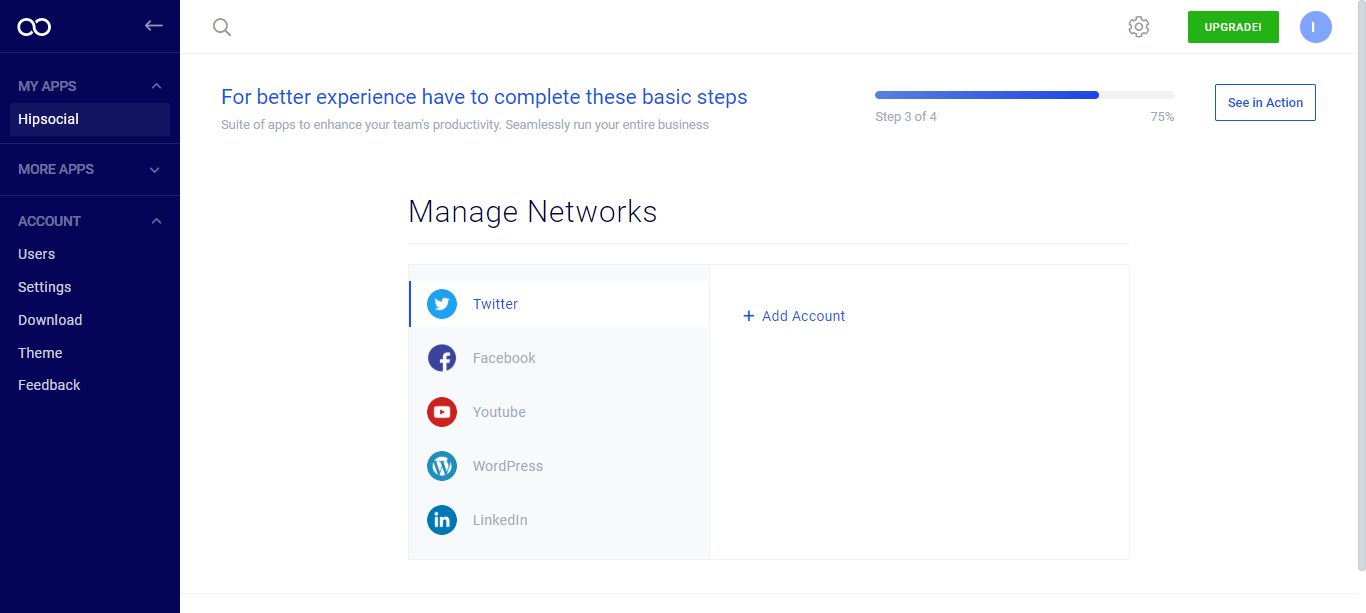 UPGRADE!
I
MY APPS
Hipsocial
MORE APPS
ACCOUNT
Users
Settings
Download
Theme
Feedback
For better experience have to complete these basic steps
Suite of apps to enhance your team's productivity. Seamlessly run your entire business
Step 3 of 4
75%
See in Action
Manage Networks
Twitter
Facebook
Youtube
WordPress
LinkedIn
+ Add Account